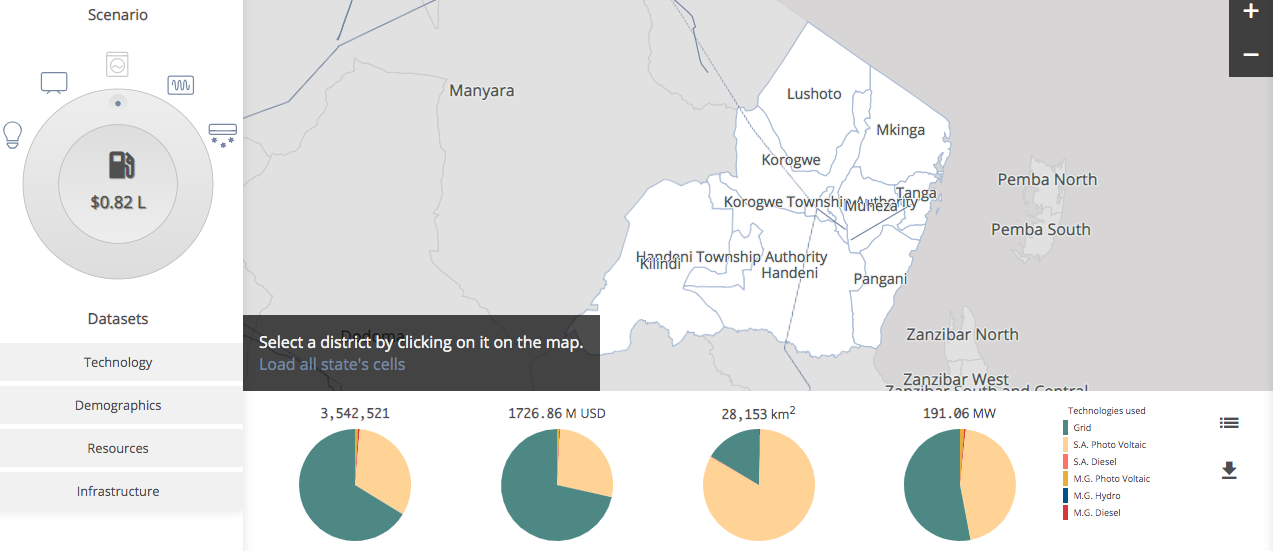 Scenario
$0.82 L
Datasets
Technology
Demographics
Resources
Infrastructure
Manyara
Lushoto
Mkinga
Korogwe
Tanga
Korogwe Township Authority
Muheza
Handeni Township Authority
Kilindi
Handeni
Pangani
Pemba North
Pemba South
Zanzibar North
Zanzibar West
Zanzibar South and Central
Dodoma
Select a district by clicking on it on the map.
Load all state's cells
+
−
3,542,521
1726.86 M USD
28,153 km2
191.06 MW
Technologies used
Grid
S.A. Photo Voltaic
S.A. Diesel
M.G. Photo Voltaic
M.G. Hydro
M.G. Diesel